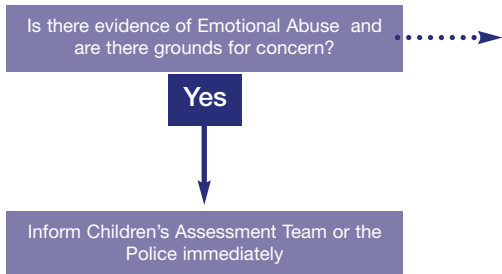 Is there evidence of Emotional Abuse and
are there grounds for concern?
Yes
Inform Children’s Assessment Team or the
Police immediately